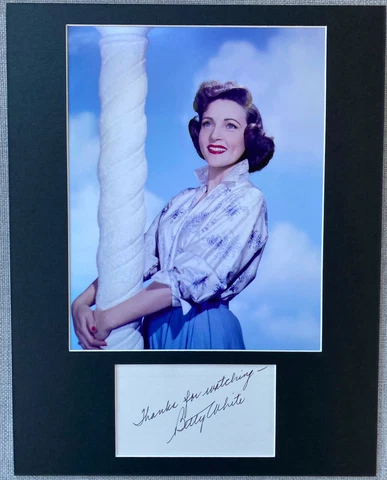 Thanks for watching –
Betty White